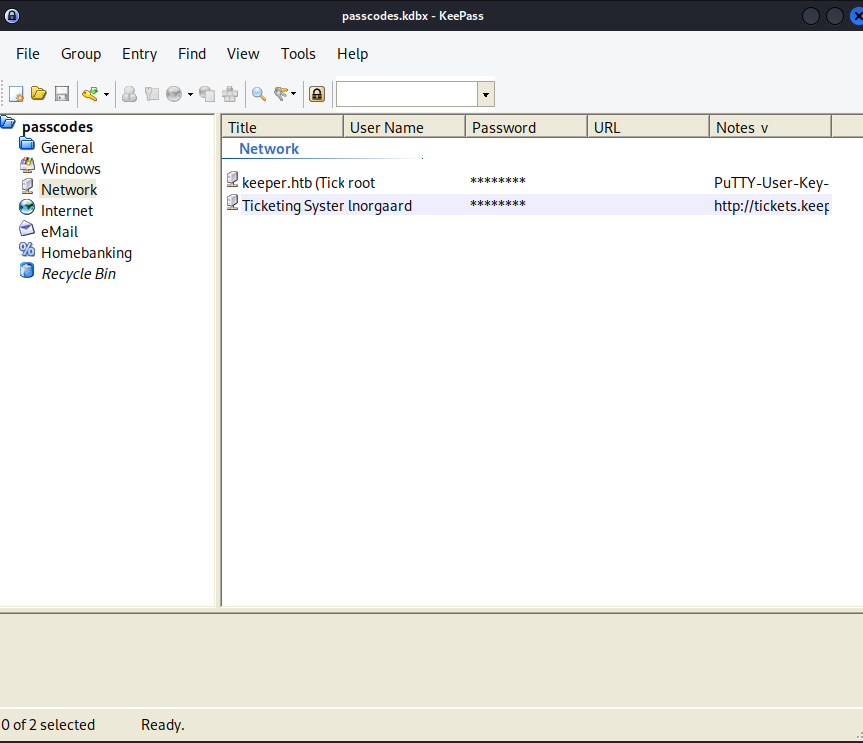 passcodes.kdbx - KeePass
File Group Entry Find View Tools Help
passcodes
General
Windows
Network
Internet
eMail
Homebanking
Recycle Bin
Title User Name Password URL Notes
Network
keeper.htb (Tick root ******** PuTTY-User-Key-
Ticketing Syster lnorgaard ******** http://tickets.keep
0 of 2 selected Ready.